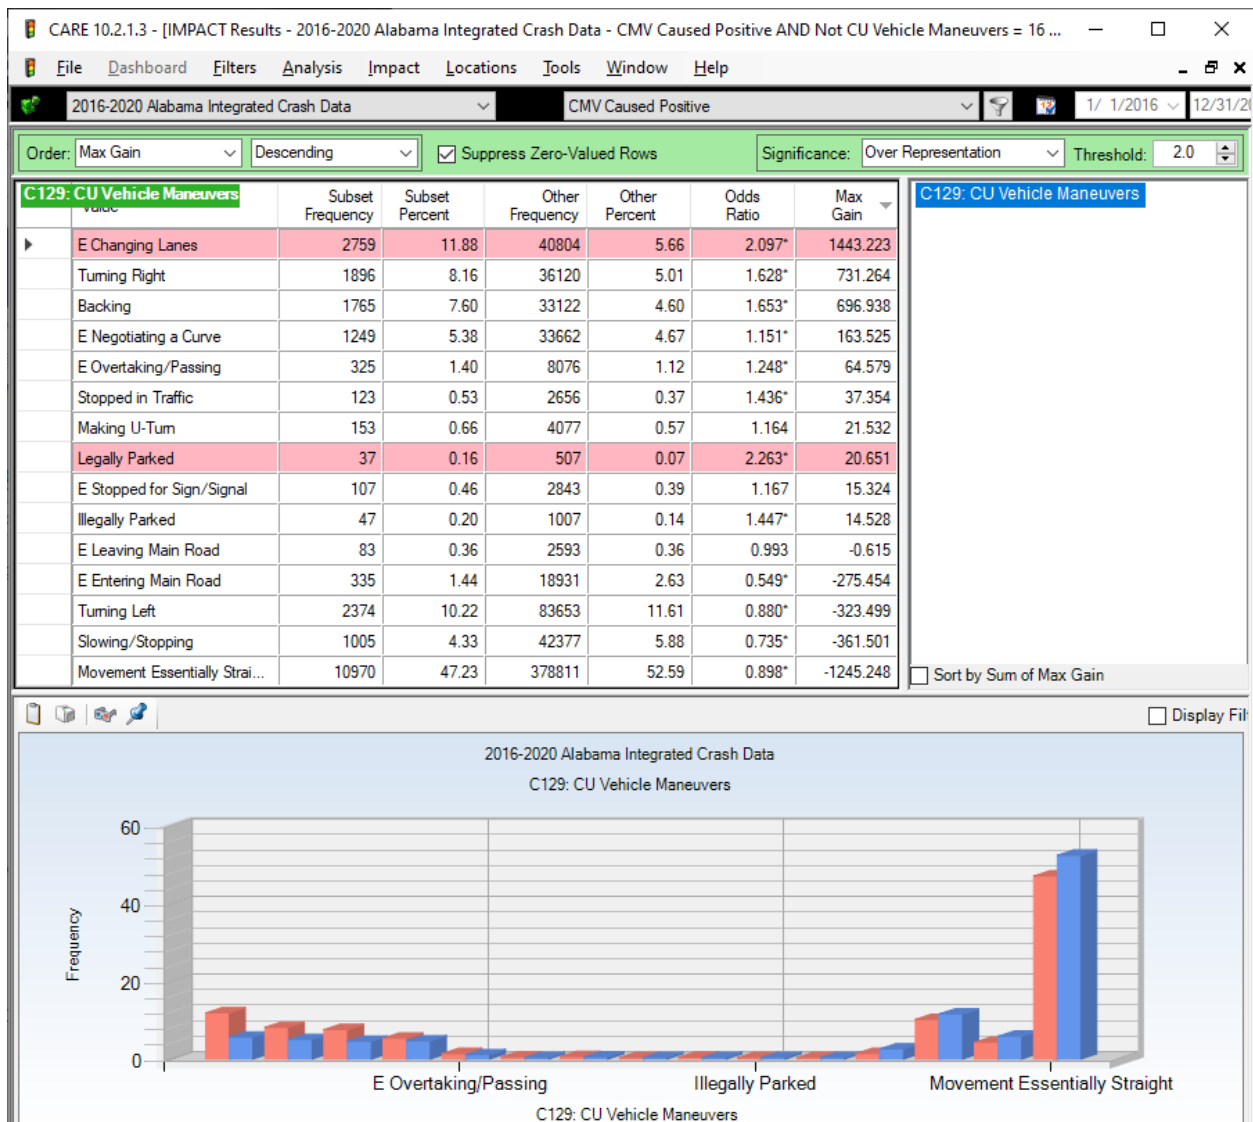 CARE 10.2.1.3 - [IMPACT Results - 2016-2020 Alabama Integrated Crash Data - CMV Caused Positive AND Not CU Vehicle Maneuvers = 16 ...
File Dashboard Filters Analysis Impact Locations Tools Window Help
2016-2020 Alabama Integrated Crash Data CMV Caused Positive 1/ 1/2016 12/31/20
Order: Max Gain Descending Suppress Zero-Valued Rows Significance: Over Representation Threshold: 2.0
C129: CU Vehicle Maneuvers Subset Frequency Subset Percent Other Frequency Other Percent Odds Ratio Max Gain C129: CU Vehicle Maneuvers
E Changing Lanes 2759 11.88 40804 5.66 2.097* 1443.223
Turning Right 1896 8.16 36120 5.01 1.628* 731.264
Backing 1765 7.60 33122 4.60 1.653* 696.938
E Negotiating a Curve 1249 5.38 33662 4.67 1.151* 163.525
E Overtaking/Passing 325 1.40 8076 1.12 1.248* 64.579
Stopped in Traffic 123 0.53 2656 0.37 1.436* 37.354
Making U-Turn 153 0.66 4077 0.57 1.164 21.532
Legally Parked 37 0.16 507 0.07 2.263* 20.651
E Stopped for Sign/Signal 107 0.46 2843 0.39 1.167 15.324
Illegally Parked 47 0.20 1007 0.14 1.447* 14.528
E Leaving Main Road 83 0.36 2593 0.36 0.993 -0.615
E Entering Main Road 335 1.44 18931 2.63 0.549* -275.454
Turning Left 2374 10.22 83653 11.61 0.880* -323.499
Slowing/Stopping 1005 4.33 42377 5.88 0.735* -361.501
Movement Essentially Strai... 10970 47.23 378811 52.59 0.898* -1245.248
Sort by Sum of Max Gain
Display Filt
2016-2020 Alabama Integrated Crash Data
C129: CU Vehicle Maneuvers
60
40
20
0
Frequency
E Overtaking/Passing Illegally Parked Movement Essentially Straight
C129: CU Vehicle Maneuvers